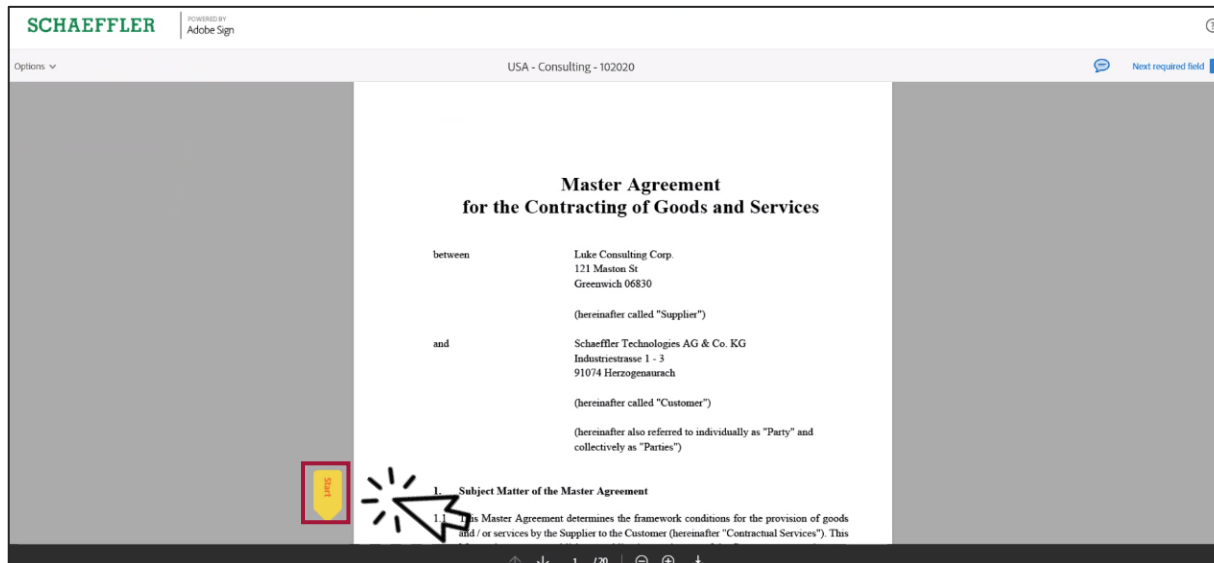 SCHAEFFLER
POWERED BY
Adobe Sign
Options
USA - Consulting - 102020
Next required field
Master Agreement
for the Contracting of Goods and Services
between
Luke Consulting Corp.
121 Maston St
Greenwich 06830
(hereinafter called "Supplier")
and
Schaeffler Technologies AG & Co. KG
Industriestrasse 1 - 3
91074 Herzogenaurach
(hereinafter called "Customer")
(hereinafter also referred to individually as "Party" and
collectively as "Parties")
Start
1. Subject Matter of the Master Agreement
1.1 This Master Agreement determines the framework conditions for the provision of goods
and / or services by the Supplier to the Customer (hereinafter "Contractual Services"). This
1 /20